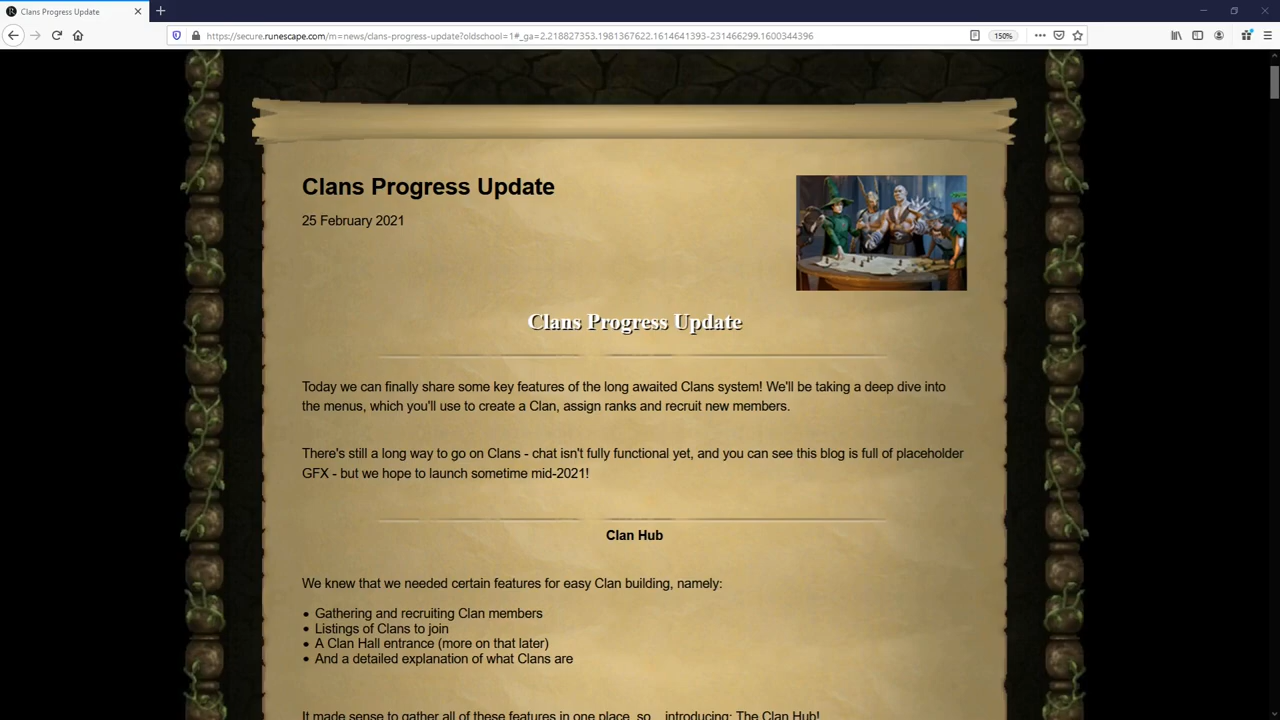 Clans Progress Update
https://secure.runescape.com/m=news/clans-progress-update?oldschool=1#_ga=2.218827353.1981367622.1614641393-231466299.1600344396
150%
Clans Progress Update
25 February 2021
Clans Progress Update
Today we can finally share some key features of the long awaited Clans system! We'll be taking a deep dive into
the menus, which you'll use to create a Clan, assign ranks and recruit new members.
There's still a long way to go on Clans - chat isn't fully functional yet, and you can see this blog is full of placeholder
GFX - but we hope to launch sometime mid-2021!
Clan Hub
We knew that we needed certain features for easy Clan building, namely:
• Gathering and recruiting Clan members
• Listings of Clans to join
• A Clan Hall entrance (more on that later)
• And a detailed explanation of what Clans are
It made sense to gather all of these features in one place, so... introducing: The Clan Hub!